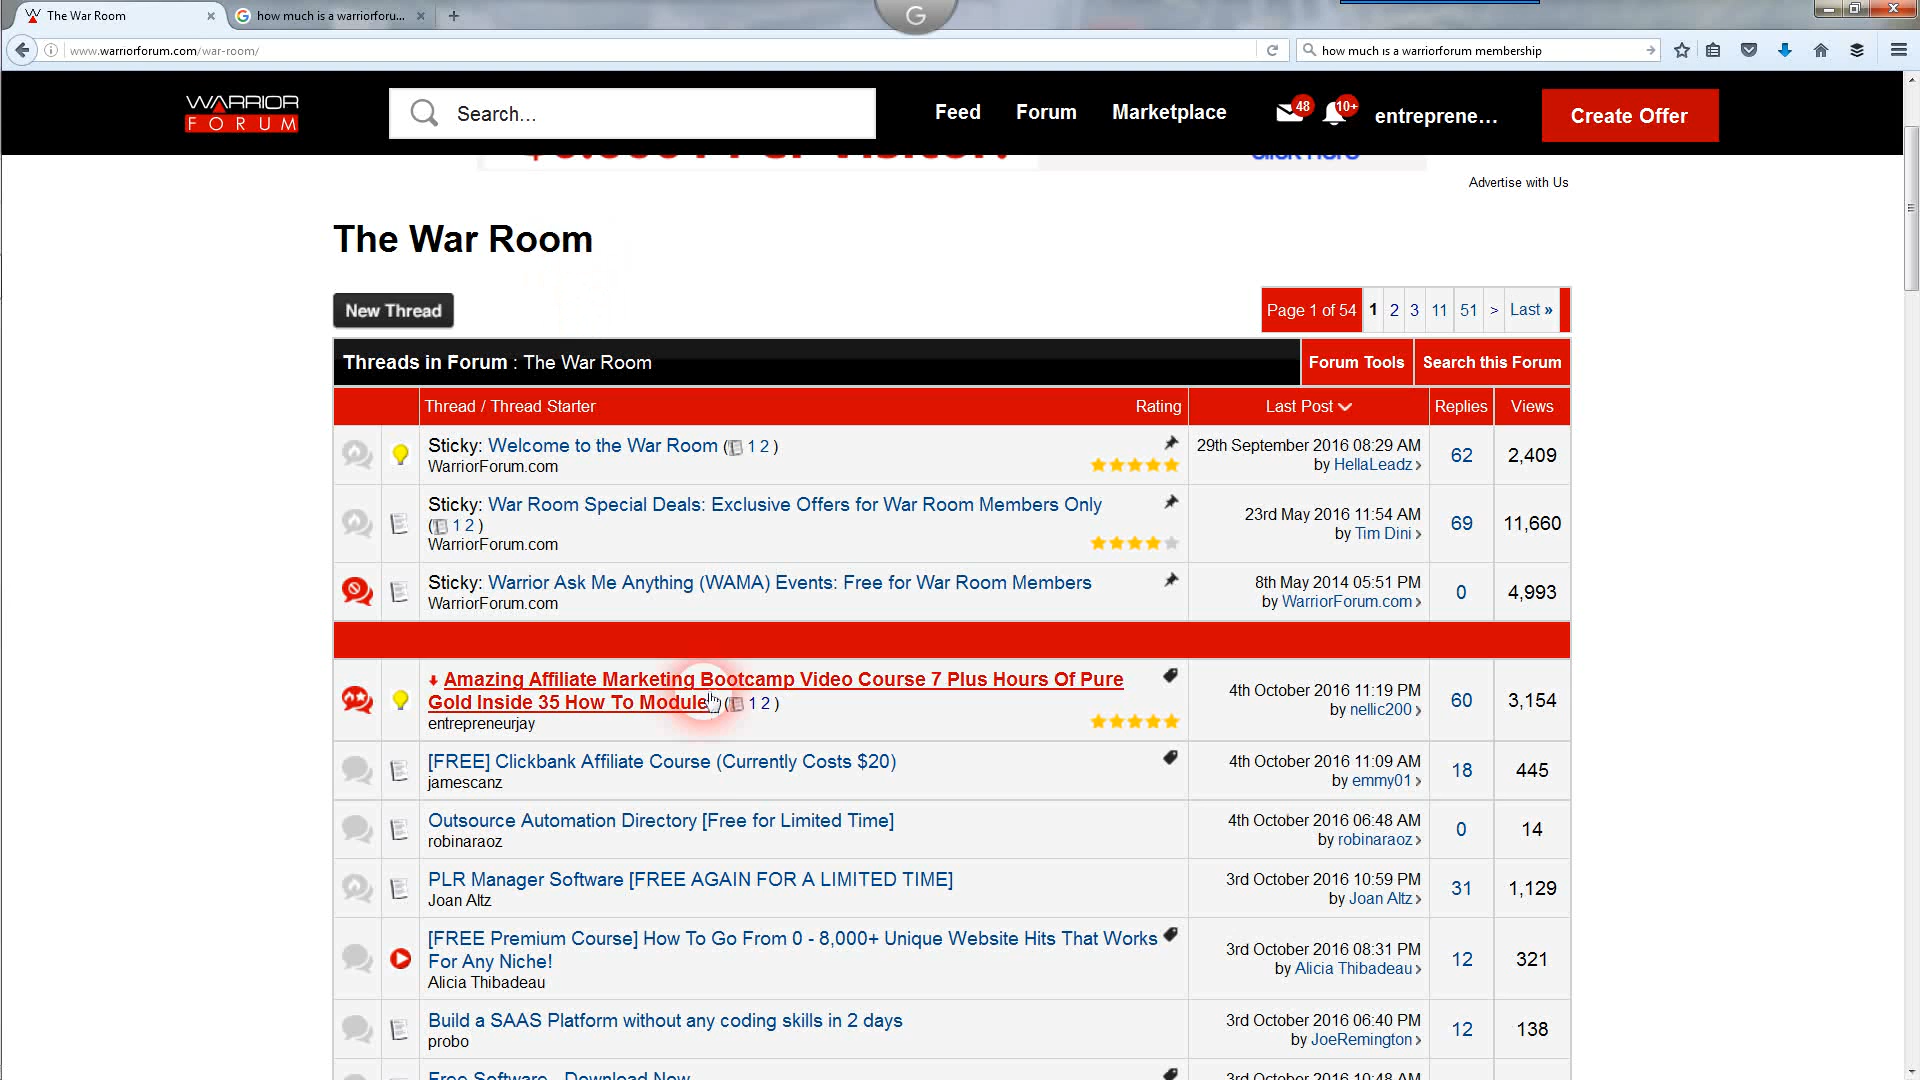 The War Room
how much is a warriorforu...
G
www.warriorforum.com/war-room/
how much is a warriorforum membership
WARRIOR
FORUM
Search...
Feed
Forum
Marketplace
48
10+
entreprene...
Create Offer
Advertise with Us
The War Room
New Thread
Page 1 of 54 1 2 3 11 51 > Last »
Threads in Forum : The War Room
Forum Tools
Search this Forum
Thread / Thread Starter
Rating
Last Post
Replies
Views
Sticky: Welcome to the War Room ( 1 2 )
WarriorForum.com
29th September 2016 08:29 AM
by HellaLeadz
62
2,409
Sticky: War Room Special Deals: Exclusive Offers for War Room Members Only
( 1 2 )
WarriorForum.com
23rd May 2016 11:54 AM
by Tim Dini
69
11,660
Sticky: Warrior Ask Me Anything (WAMA) Events: Free for War Room Members
WarriorForum.com
8th May 2014 05:51 PM
by WarriorForum.com
0
4,993
Amazing Affiliate Marketing Bootcamp Video Course 7 Plus Hours Of Pure
Gold Inside 35 How To Module ( 1 2 )
entrepreneurjay
4th October 2016 11:19 PM
by nellic200
60
3,154
[FREE] Clickbank Affiliate Course (Currently Costs $20)
jamescanz
4th October 2016 11:09 AM
by emmy01
18
445
Outsource Automation Directory [Free for Limited Time]
robinaraoz
4th October 2016 06:48 AM
by robinaraoz
0
14
PLR Manager Software [FREE AGAIN FOR A LIMITED TIME]
Joan Altz
3rd October 2016 10:59 PM
by Joan Altz
31
1,129
[FREE Premium Course] How To Go From 0 - 8,000+ Unique Website Hits That Works
For Any Niche!
Alicia Thibadeau
3rd October 2016 08:31 PM
by Alicia Thibadeau
12
321
Build a SAAS Platform without any coding skills in 2 days
probo
3rd October 2016 06:40 PM
by JoeRemington
12
138
Free Software - Download Now
3rd October 2016 10:48 AM